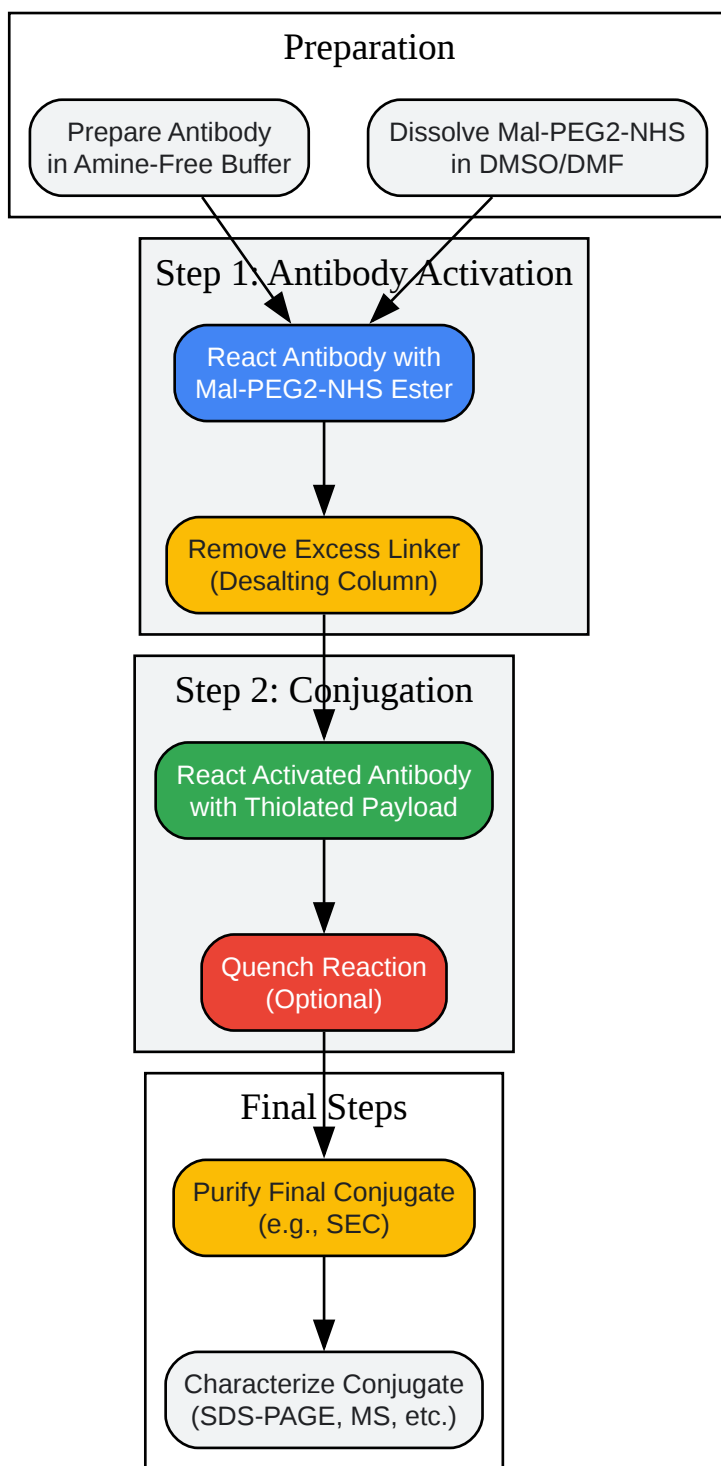 Preparation
Prepare Antibody
in Amine-Free Buffer
Dissolve Mal-PEG2-NHS
in DMSO/DMF
Step 1: Antibody Activation
React Antibody with
Mal-PEG2-NHS Ester
Remove Excess Linker
(Desalting Column)
Step 2: Conjugation
React Activated Antibody
with Thiolated Payload
Quench Reaction
(Optional)
Final Steps
Purify Final Conjugate
(e.g., SEC)
Characterize Conjugate
(SDS-PAGE, MS, etc.)